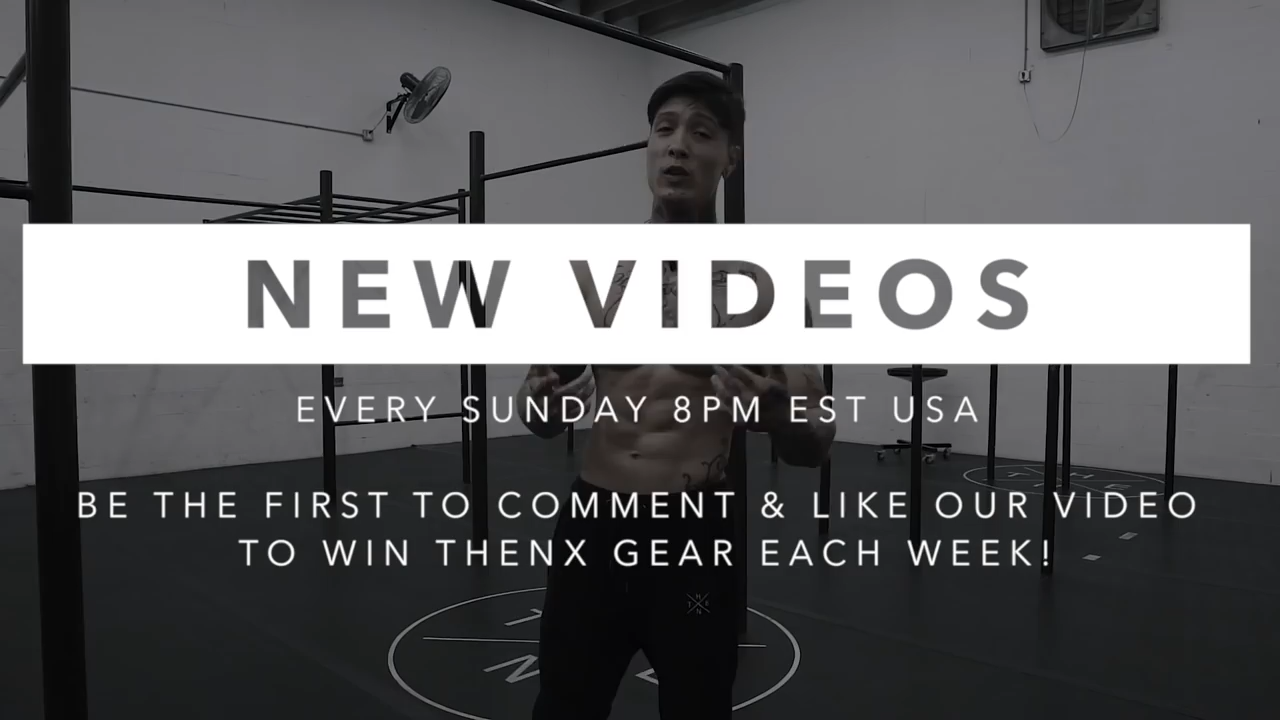 NEW VIDEOS
EVERY SUNDAY 8PM EST USA
BE THE FIRST TO COMMENT & LIKE OUR VIDEO
TO WIN THENX GEAR EACH WEEK!